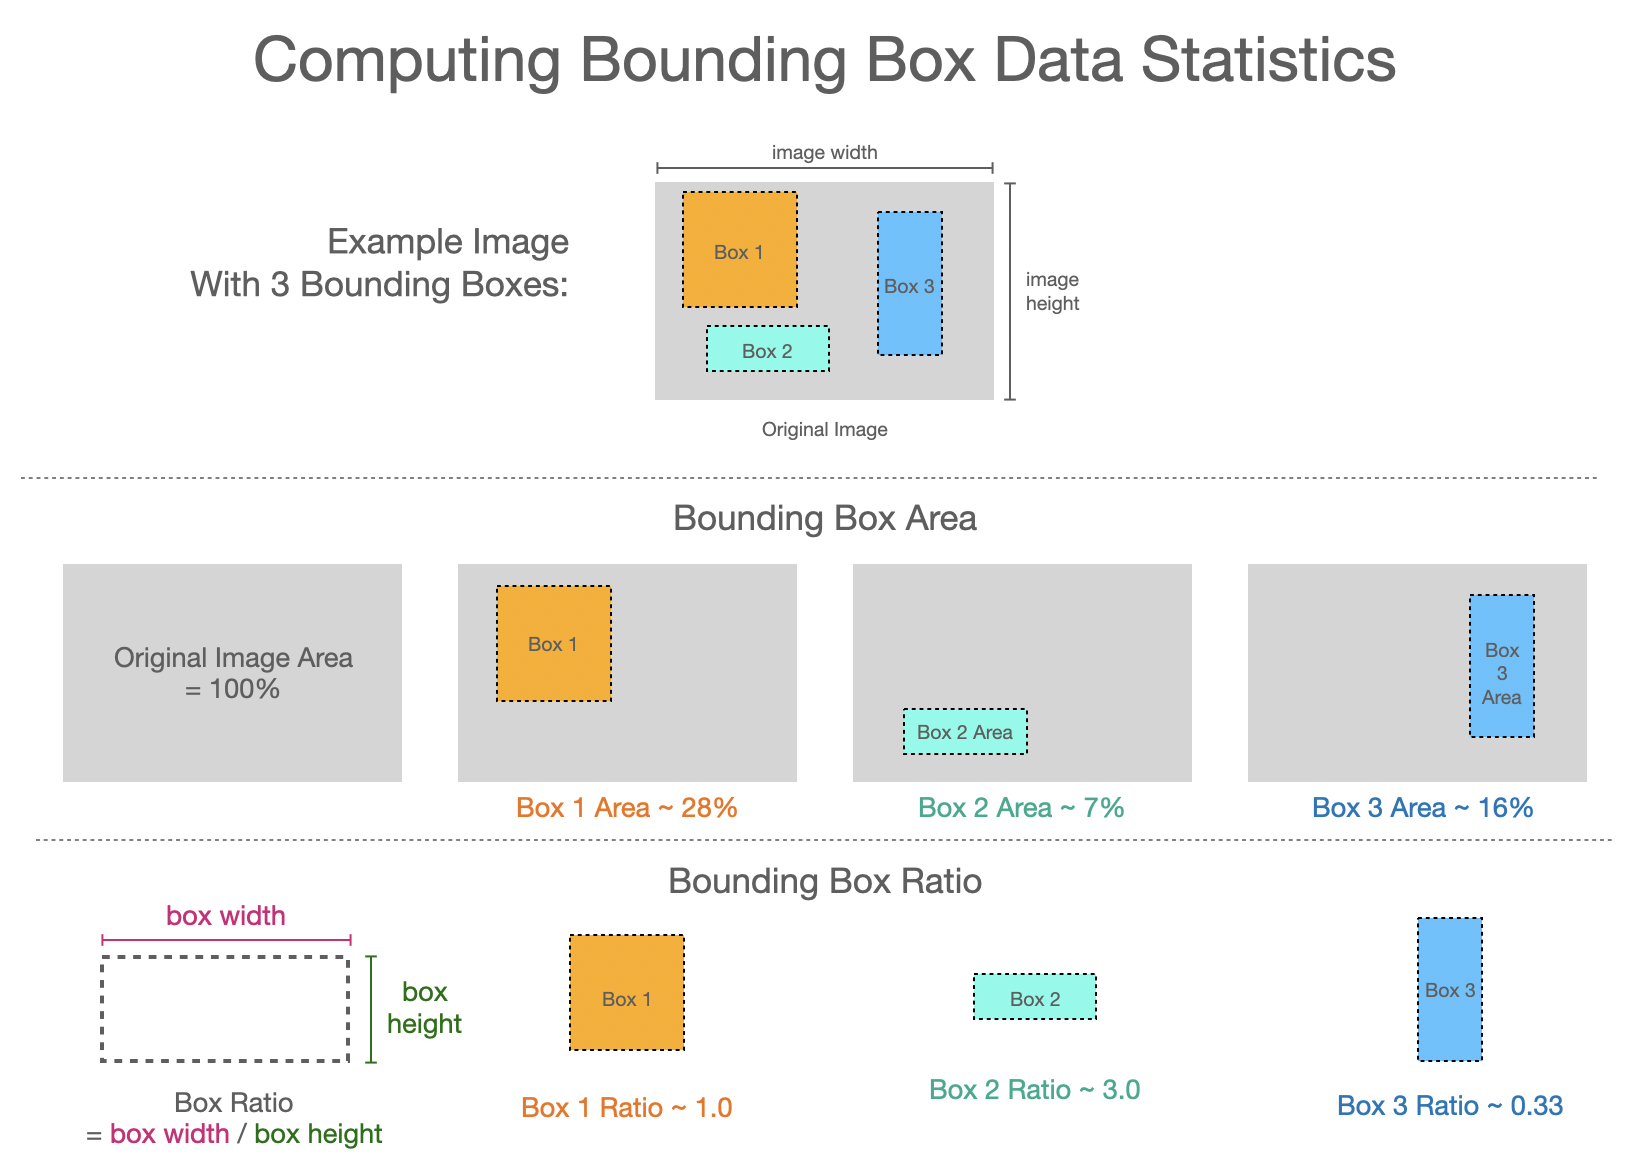 Computing Bounding Box Data Statistics
image width
Example Image
With 3 Bounding Boxes:
Box 1
Box 2
Box 3
image
height
Original Image
Bounding Box Area
Original Image Area
= 100%
Box 1
Box 2 Area
Box
3
Area
Box 1 Area ~ 28%
Box 2 Area ~ 7%
Box 3 Area ~ 16%
Bounding Box Ratio
box width
box
height
Box Ratio
= box width / box height
Box 1
Box 2
Box 3
Box 1 Ratio ~ 1.0
Box 2 Ratio ~ 3.0
Box 3 Ratio ~ 0.33